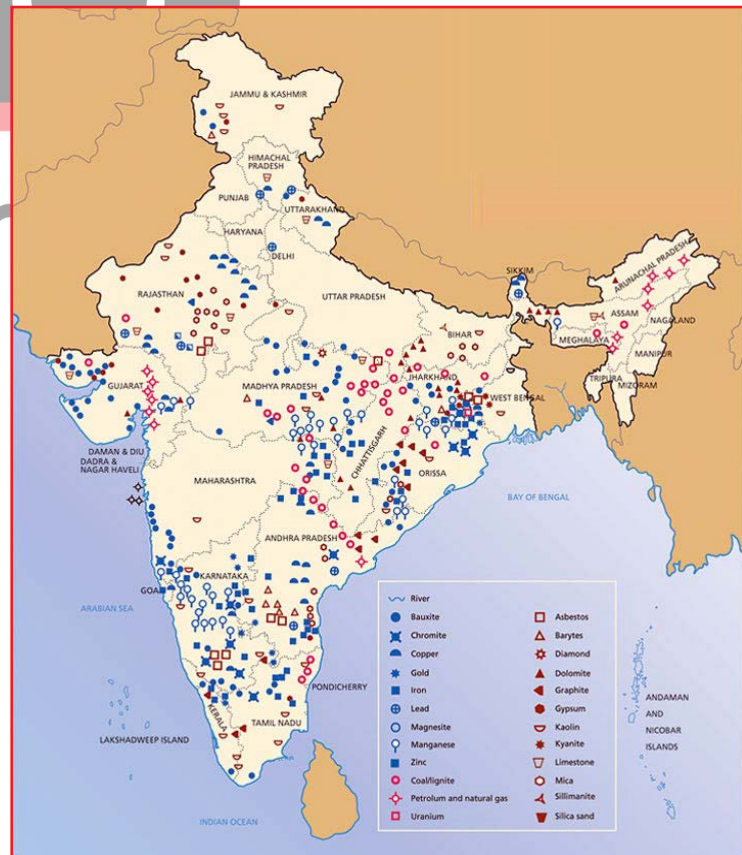 JAMMU & KASHMIR
HIMACHAL
PRADESH
PUNJAB
UTTARAKHAND
HARYANA
DELHI
SIKKIM
ARUNACHAL PRADESH
RAJASTHAN
UTTAR PRADESH
ASSAM
NAGALAND
BIHAR
MEGHALAYA
MANIPUR
JHARKHAND
GUJARAT
MADHYA PRADESH
WEST BENGAL
TRIPURA
MIZORAM
CHHATTISGARH
DAMAN & DIU
DADRA &
NAGAR HAVELI
MAHARASHTRA
ORISSA
BAY OF BENGAL
ANDHRA PRADESH
GOA
KARNATAKA
ARABIAN SEA
PONDICHERRY
KERALA
TAMIL NADU
LAKSHADWEEP ISLAND
ANDAMAN
AND
NICOBAR
ISLANDS
INDIAN OCEAN
River
Bauxite
Chromite
Copper
Gold
Iron
Lead
Magnesite
Manganese
Zinc
Coal/lignite
Petrolum and natural gas
Uranium
Asbestos
Barytes
Diamond
Dolomite
Graphite
Gypsum
Kaolin
Kyanite
Limestone
Mica
Sillimanite
Silica sand